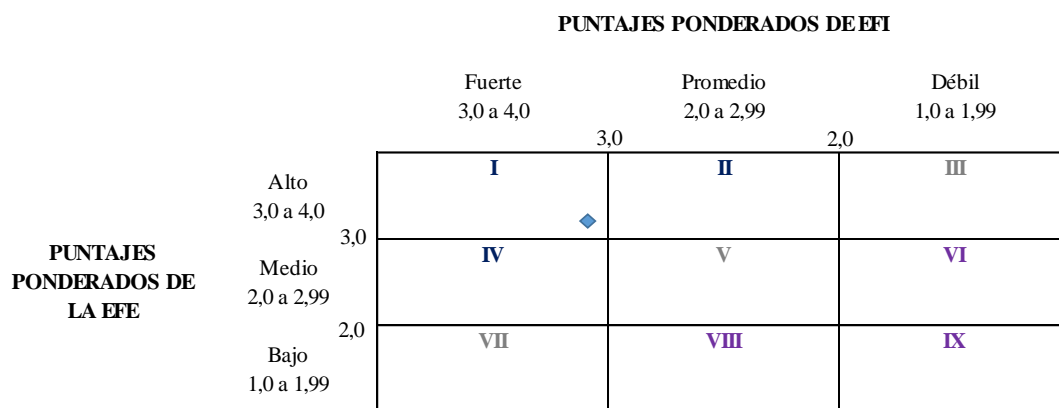 PUNTAJES PONDERADOS DE EFI
Fuerte
3,0 a 4,0
Promedio
2,0 a 2,99
Débil
1,0 a 1,99
3,0
2,0
Alto
3,0 a 4,0
I
II
III
3,0
PUNTAJES
PONDERADOS DE
LA EFE
Medio
2,0 a 2,99
IV
V
VI
2,0
Bajo
1,0 a 1,99
VII
VIII
IX